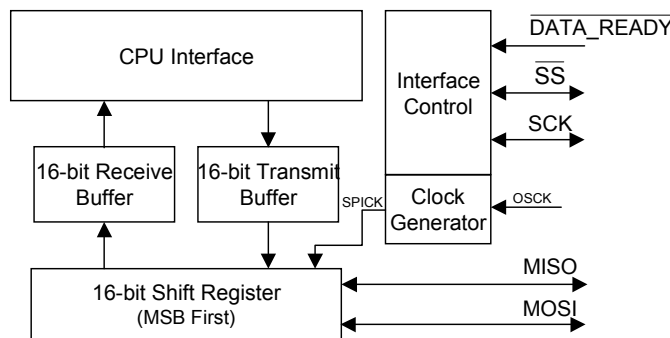 CPU Interface
DATA_READY
Interface
Control
SS
SCK
16-bit Receive
Buffer
16-bit Transmit
Buffer
SPICK
Clock
Generator
OSCK
16-bit Shift Register
(MSB First)
MISO
MOSI